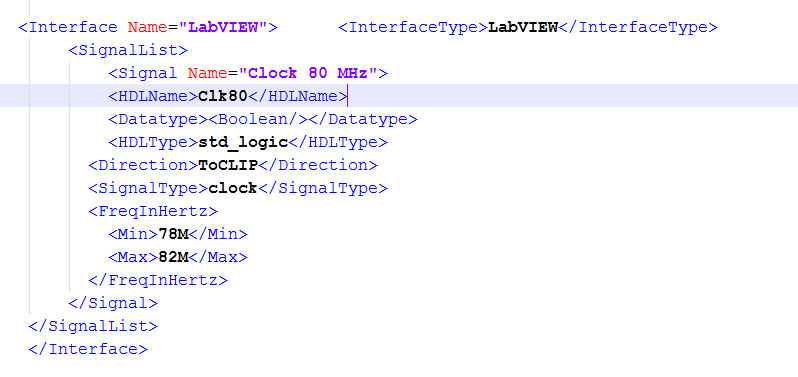 <Interface Name="LabVIEW">      <InterfaceType>LabVIEW</InterfaceType>
<SignalList>
<Signal Name="Clock 80 MHz">
<HDLName>Clk80</HDLName>
<Datatype><Boolean/></Datatype>
<HDLType>std_logic</HDLType>
<Direction>ToCLIP</Direction>
<SignalType>clock</SignalType>
<FreqInHertz>
<Min>78M</Min>
<Max>82M</Max>
</FreqInHertz>
</Signal>
</SignalList>
</Interface>